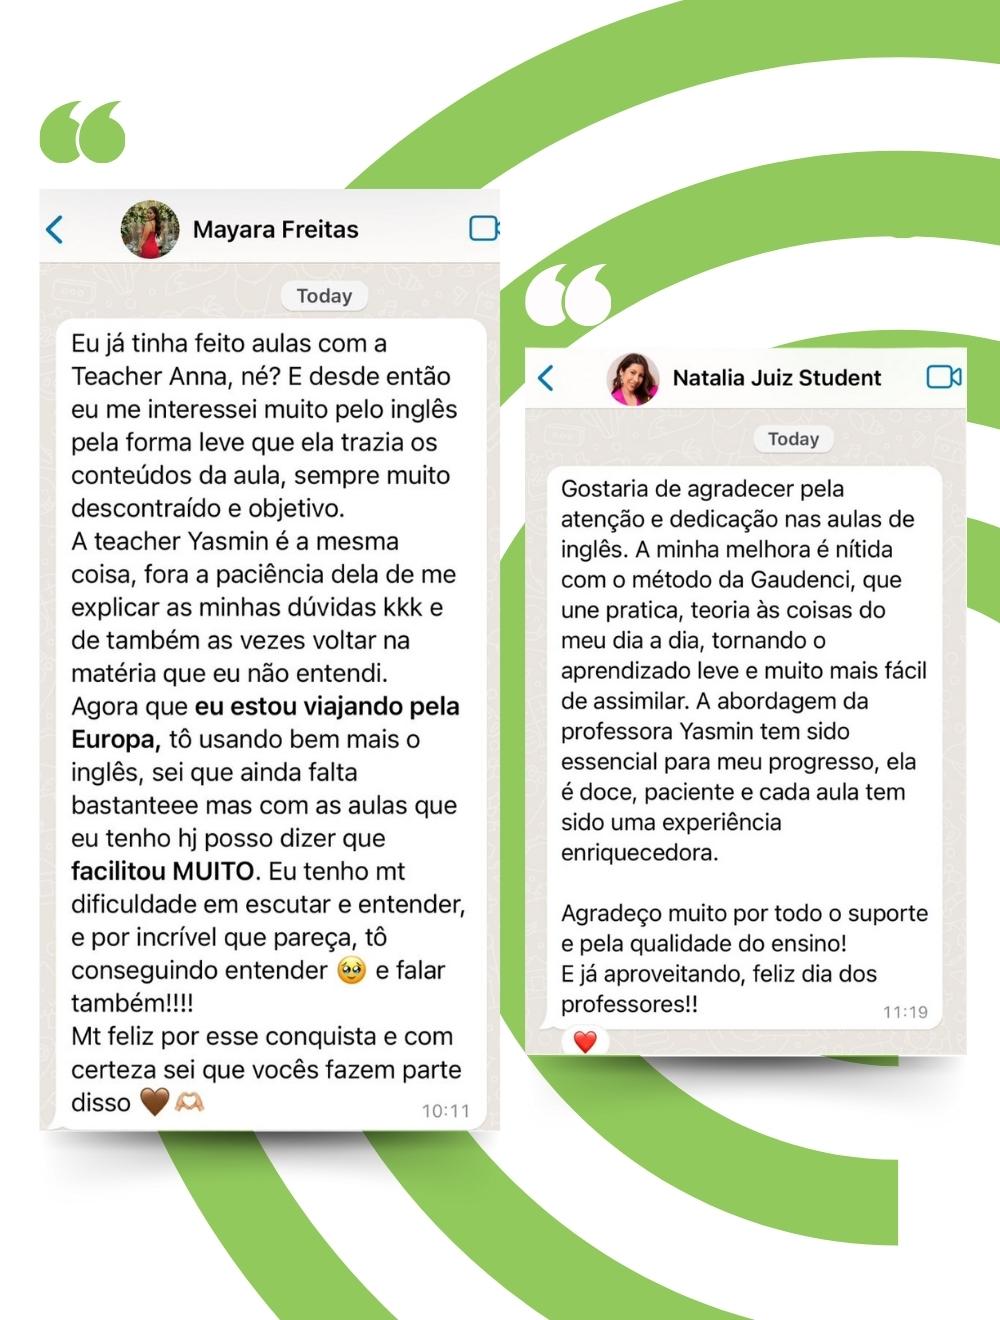 Mayara Freitas
Today
Eu já tinha feito aulas com a
Teacher Anna, né? E desde então
eu me interessei muito pelo inglês
pela forma leve que ela trazia os
conteúdos da aula, sempre muito
descontraído e objetivo.
A teacher Yasmin é a mesma
coisa, fora a paciência dela de me
explicar as minhas dúvidas kkk e
de também as vezes voltar na
matéria que eu não entendi.
Agora que eu estou viajando pela
Europa, tô usando bem mais o
inglês, sei que ainda falta
bastanteee mas com as aulas que
eu tenho hj posso dizer que
facilitou MUITO. Eu tenho mt
dificuldade em escutar e entender,
e por incrível que pareça, tô
conseguindo entender 🥹 e falar
também!!!!
Mt feliz por esse conquista e com
certeza sei que vocês fazem parte
disso 🤎🫶🏼
10:11
Natalia Juiz Student
Today
Gostaria de agradecer pela
atenção e dedicação nas aulas de
inglês. A minha melhora é nítida
com o método da Gaudenci, que
une pratica, teoria às coisas do
meu dia a dia, tornando o
aprendizado leve e muito mais fácil
de assimilar. A abordagem da
professora Yasmin tem sido
essencial para meu progresso, ela
é doce, paciente e cada aula tem
sido uma experiência
enriquecedora.
Agradeço muito por todo o suporte
e pela qualidade do ensino!
E já aproveitando, feliz dia dos
professores!!
11:19
❤️